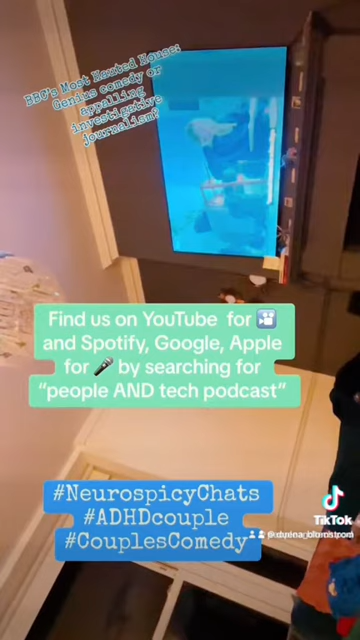 BBC's Most Haunted House:
Genius comedy or
appalling
investigative
journalism?
Find us on YouTube for 🎦
and Spotify, Google, Apple
for 🎤 by searching for
"people AND tech podcast"
#NeurospicyChats
#ADHDcouple
#CouplesComedy
TikTok